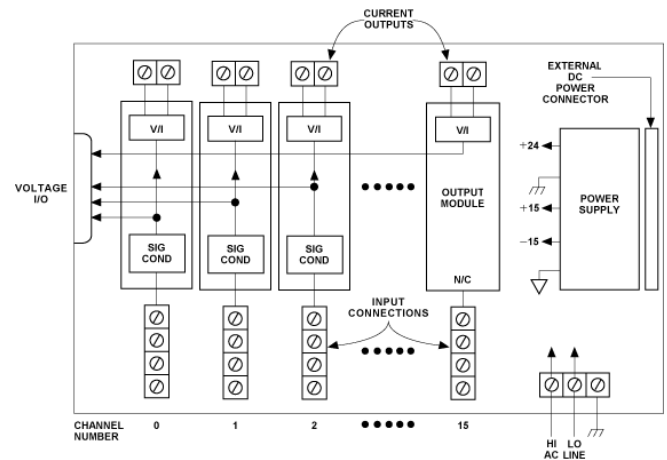 CURRENT
OUTPUTS
EXTERNAL
DC
POWER
CONNECTOR
V/I
V/I
V/I
V/I
VOLTAGE
I/O
+24
+15
−15
POWER
SUPPLY
OUTPUT
MODULE
SIG
COND
SIG
COND
SIG
COND
N/C
INPUT
CONNECTIONS
CHANNEL
NUMBER
0
1
2
15
HI
AC
LO
LINE